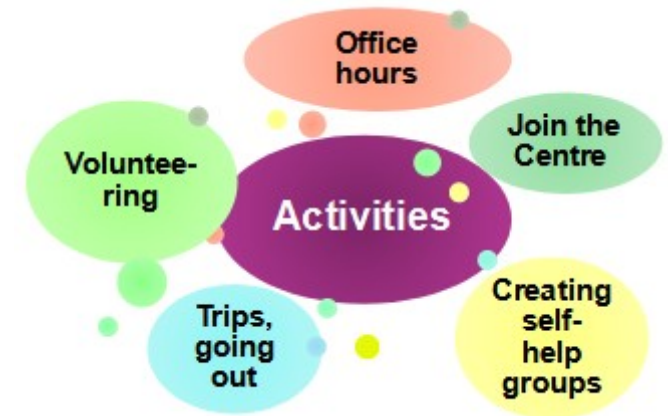 Office
hours
Join the
Centre
Voluntee-
ring
Activities
Trips,
going
out
Creating
self-
help
groups